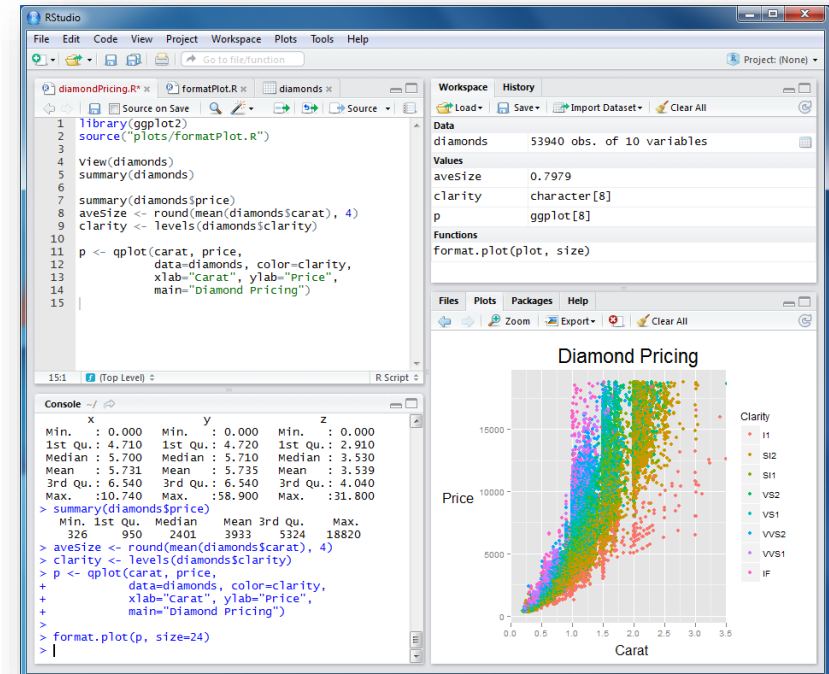 RStudio
File Edit Code View Project Workspace Plots Tools Help
Go to file/function
Project: (None)
diamondPricing.R* formatPlot.R diamonds
Source on Save Source
1 library(ggplot2)
2 source("plots/formatPlot.R")
3
4 View(diamonds)
5 summary(diamonds)
6
7 summary(diamonds$price)
8 aveSize <- round(mean(diamonds$carat), 4)
9 clarity <- levels(diamonds$clarity)
10
11 p <- qplot(carat, price,
12 data=diamonds, color=clarity,
13 xlab="Carat", ylab="Price",
14 main="Diamond Pricing")
15
15:1 (Top Level) R Script
Console ~/
x y z
Min. : 0.000 Min. : 0.000 Min. : 0.000
1st Qu.: 4.710 1st Qu.: 4.720 1st Qu.: 2.910
Median : 5.700 Median : 5.710 Median : 3.530
Mean : 5.731 Mean : 5.735 Mean : 3.539
3rd Qu.: 6.540 3rd Qu.: 6.540 3rd Qu.: 4.040
Max. :10.740 Max. :58.900 Max. :31.800
> summary(diamonds$price)
Min. 1st Qu. Median Mean 3rd Qu. Max.
326 950 2401 3933 5324 18820
> aveSize <- round(mean(diamonds$carat), 4)
> clarity <- levels(diamonds$clarity)
> p <- qplot(carat, price,
+ data=diamonds, color=clarity,
+ xlab="Carat", ylab="Price",
+ main="Diamond Pricing")
>
> format.plot(p, size=24)
>
Workspace History
Load Save Import Dataset Clear All
Data
diamonds 53940 obs. of 10 variables
Values
aveSize 0.7979
clarity character[8]
p ggplot[8]
Functions
format.plot(plot, size)
Files Plots Packages Help
Zoom Export Clear All
Diamond Pricing
Price
15000
10000
5000
0
0.0 0.5 1.0 1.5 2.0 2.5 3.0 3.5
Carat
Clarity
I1
SI2
SI1
VS2
VS1
VVS2
VVS1
IF